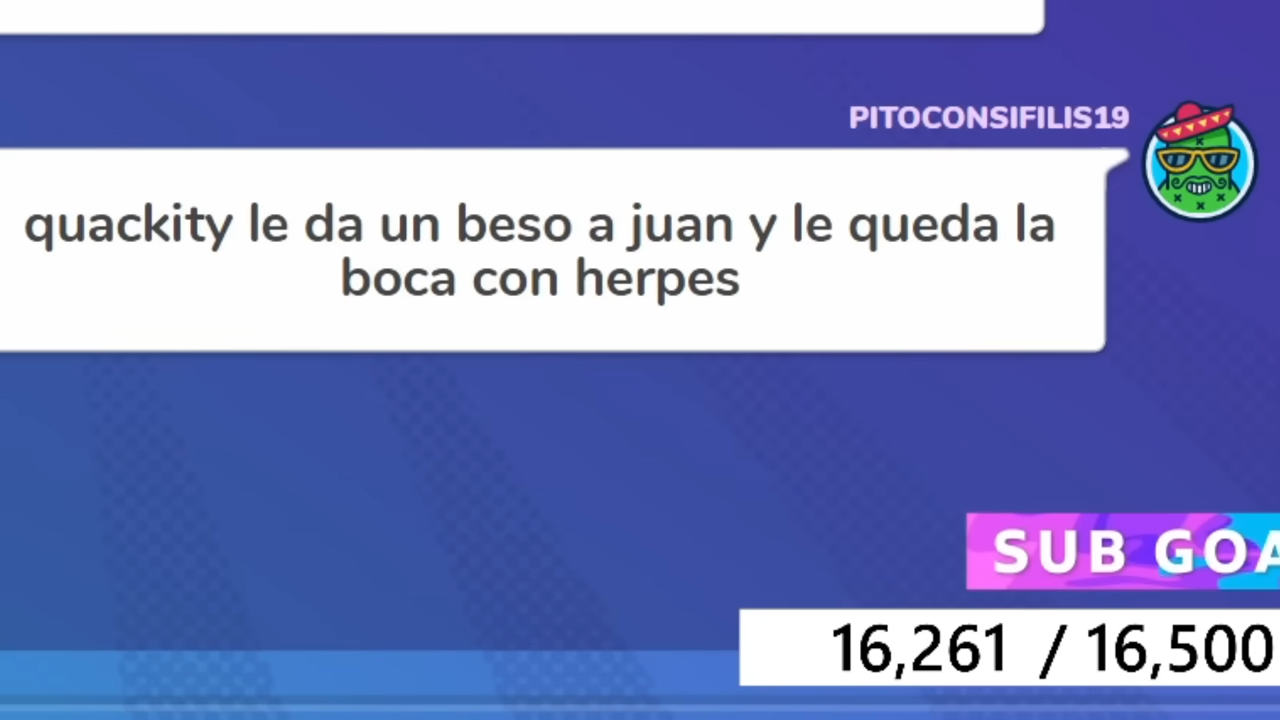 PITOCONSIFILIS19
quackity le da un beso a juan y le queda la
boca con herpes
SUB GOA
16,261 / 16,500